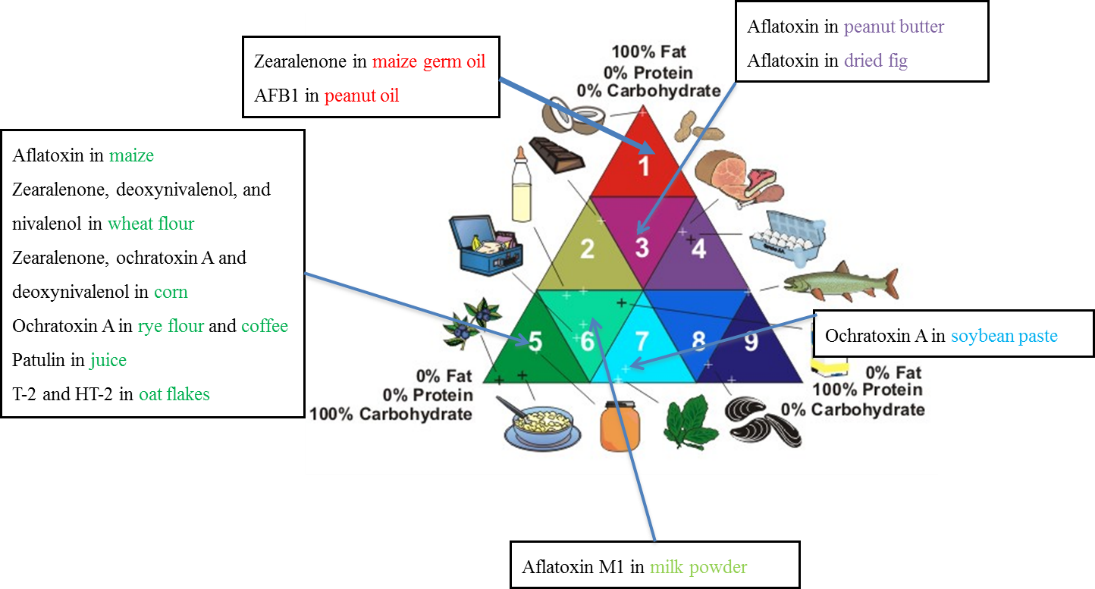 Aflatoxin in peanut butter
Aflatoxin in dried fig
Zearalenone in maize germ oil
AFB1 in peanut oil
100% Fat
0% Protein
0% Carbohydrate
Aflatoxin in maize
Zearalenone, deoxynivalenol, and
nivalenol in wheat flour
Zearalenone, ochratoxin A and
deoxynivalenol in corn
Ochratoxin A in rye flour and coffee
Patulin in juice
T-2 and HT-2 in oat flakes
1
2
3
4
5
6
7
8
9
Ochratoxin A in soybean paste
0% Fat
0% Protein
100% Carbohydrate
0% Fat
100% Protein
0% Carbohydrate
Aflatoxin M1 in milk powder